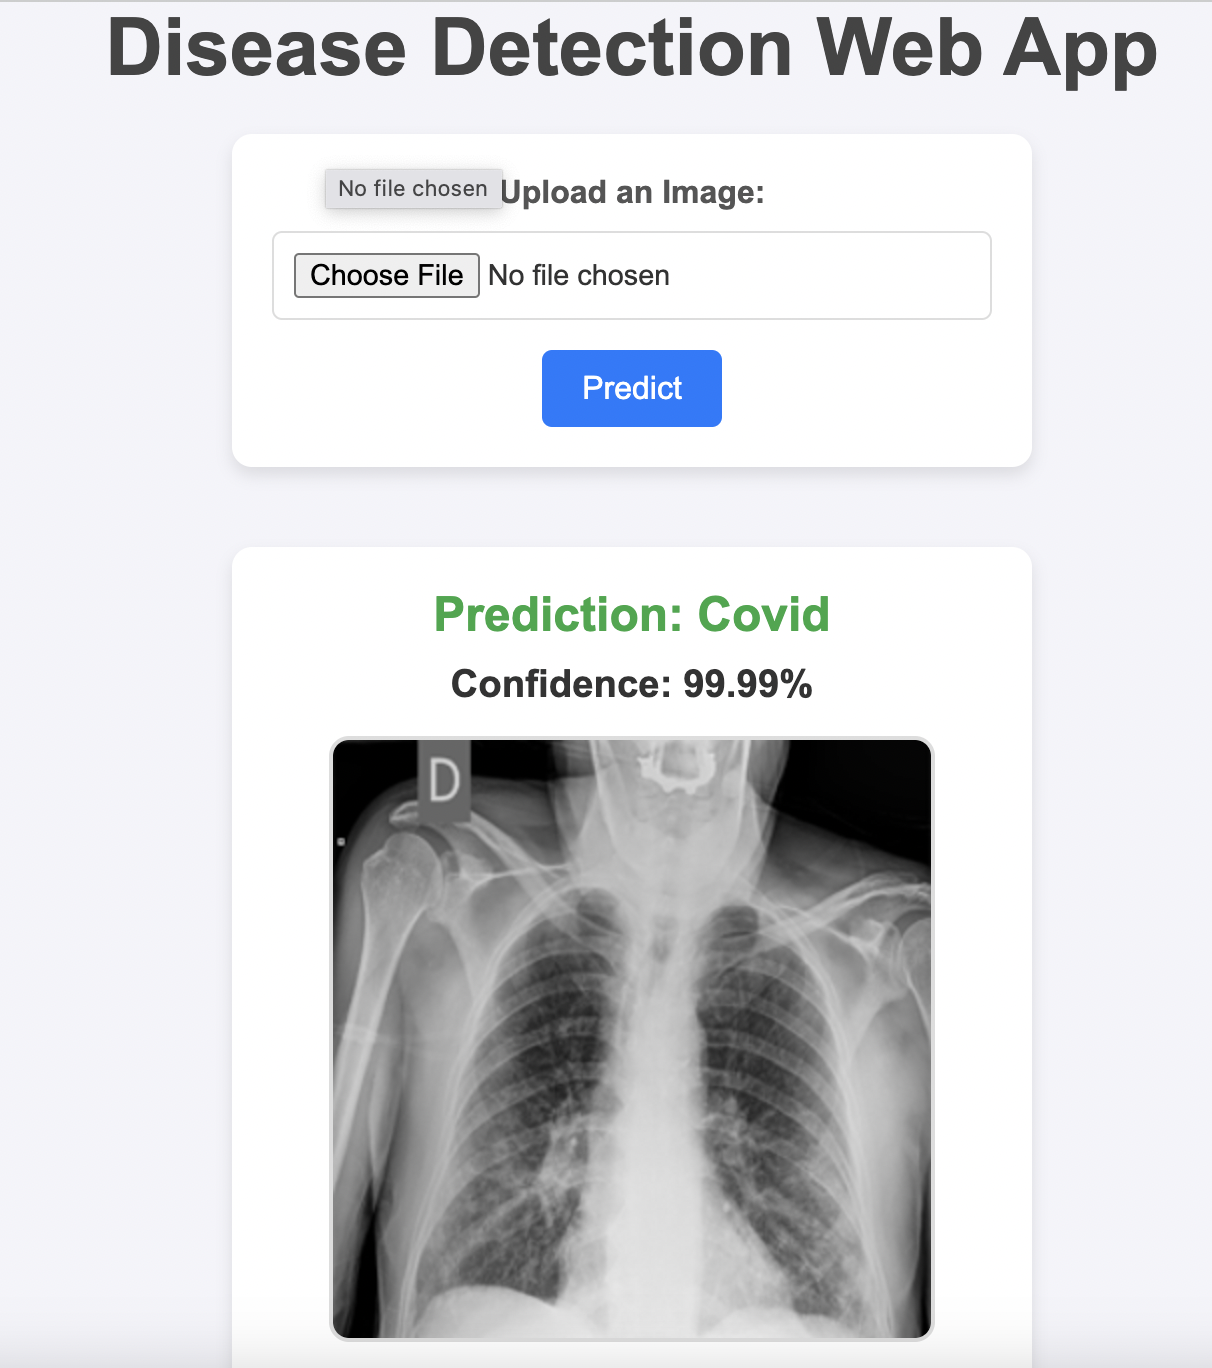 Disease Detection Web App
No file chosen Upload an Image:
Choose File No file chosen
Predict
Prediction: Covid
Confidence: 99.99%
D